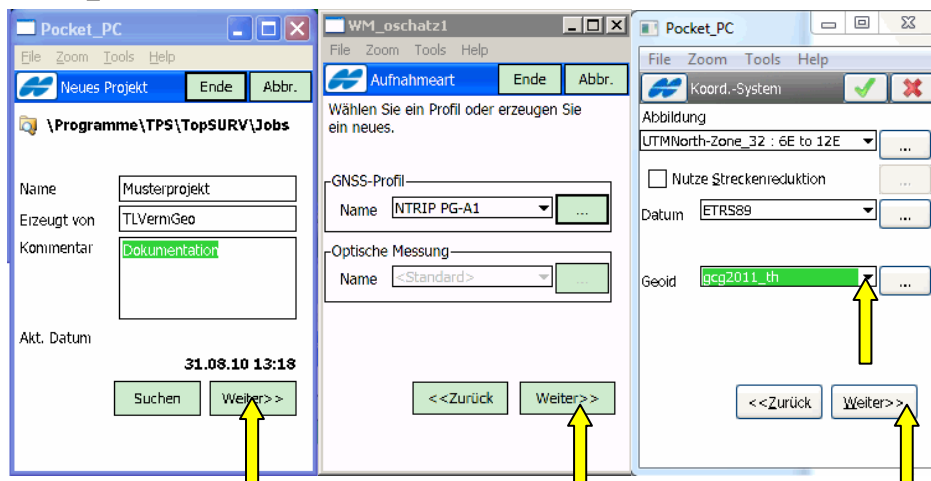 Pocket_PC
File Zoom Tools Help
Neues Projekt Ende Abbr.
\Programme\TPS\TopSURV\Jobs
Name Musterprojekt
Erzeugt von TLVermGeo
Kommentar Dokumentation
Akt. Datum
31.08.10 13:18
Suchen Weiter>>
WM_oschatz1
File Zoom Tools Help
Aufnahmeart Ende Abbr.
Wählen Sie ein Profil oder erzeugen Sie
ein neues.
GNSS-Profil
Name NTRIP PG-A1 ...
Optische Messung
Name <Standard> ...
<<Zurück Weiter>>
Pocket_PC
File Zoom Tools Help
Koord.-System
Abbildung
UTMNorth-Zone_32 : 6E to 12E ...
Nutze Streckenreduktion ...
Datum ETRS89 ...
Geoid gcg2011_th ...
<<Zurück Weiter>>